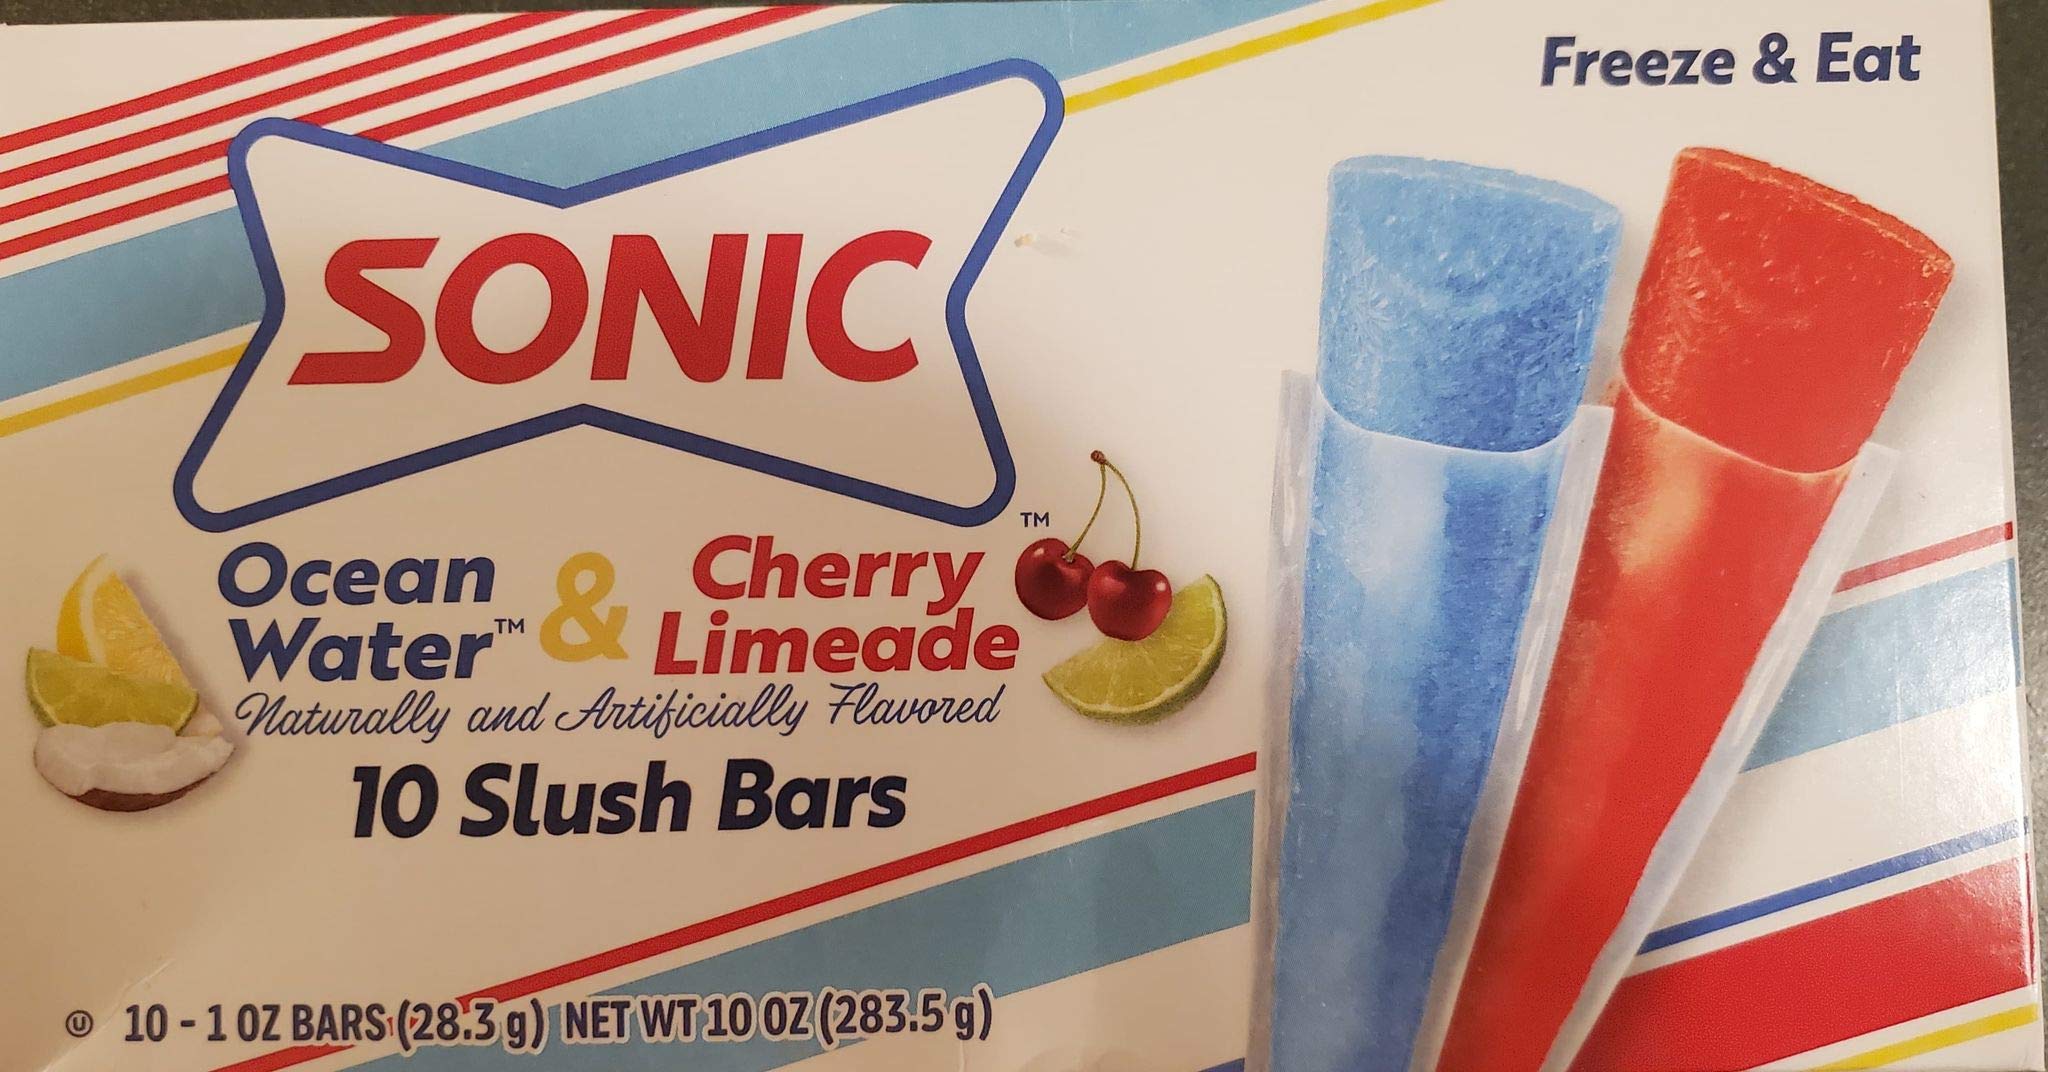 Freeze & Eat
SONIC
TM
Ocean Water™ & Cherry Limeade
Naturally and Artificially Flavored
10 Slush Bars
Ⓤ 10 - 1 OZ BARS (28.3 g) NET WT 10 OZ (283.5 g)